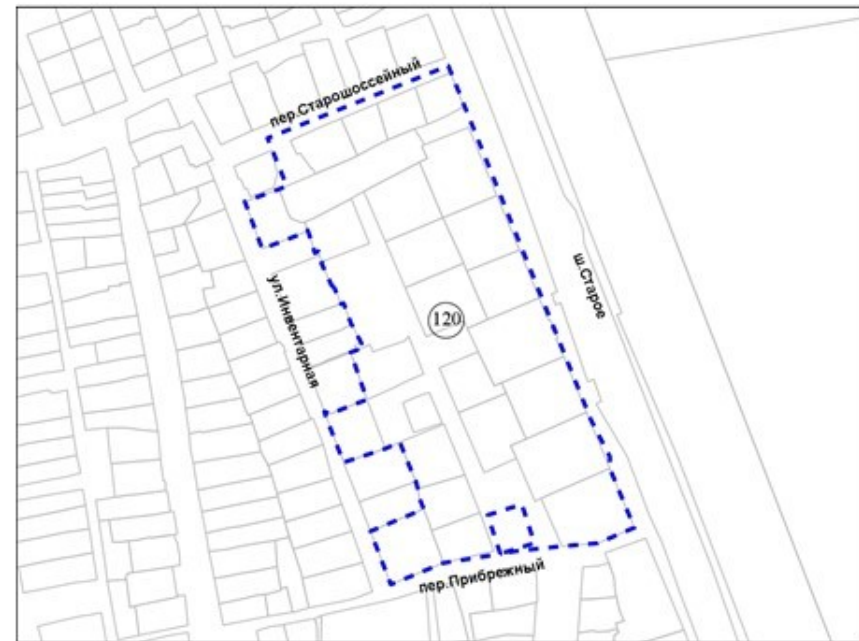 пер.Старошоссейный
ш.Старое
ул.Инвентарная
120
пер.Прибрежный